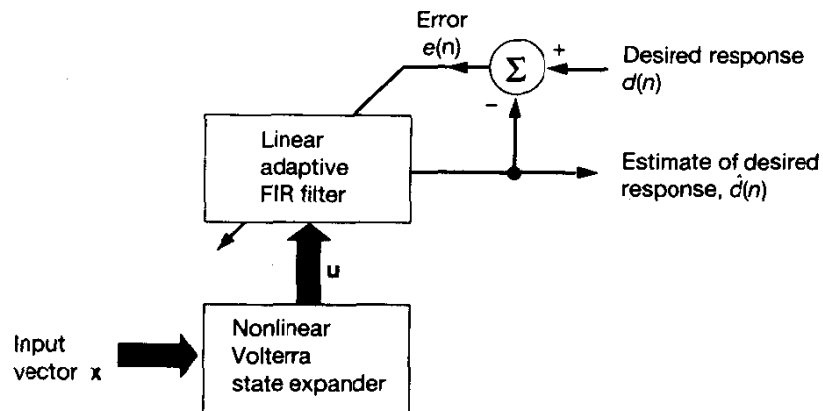 Error
e(n)
+
Σ
−
Desired response
d(n)
Linear
adaptive
FIR filter
Estimate of desired
response, d̂(n)
u
Input
vector x
Nonlinear
Volterra
state expander